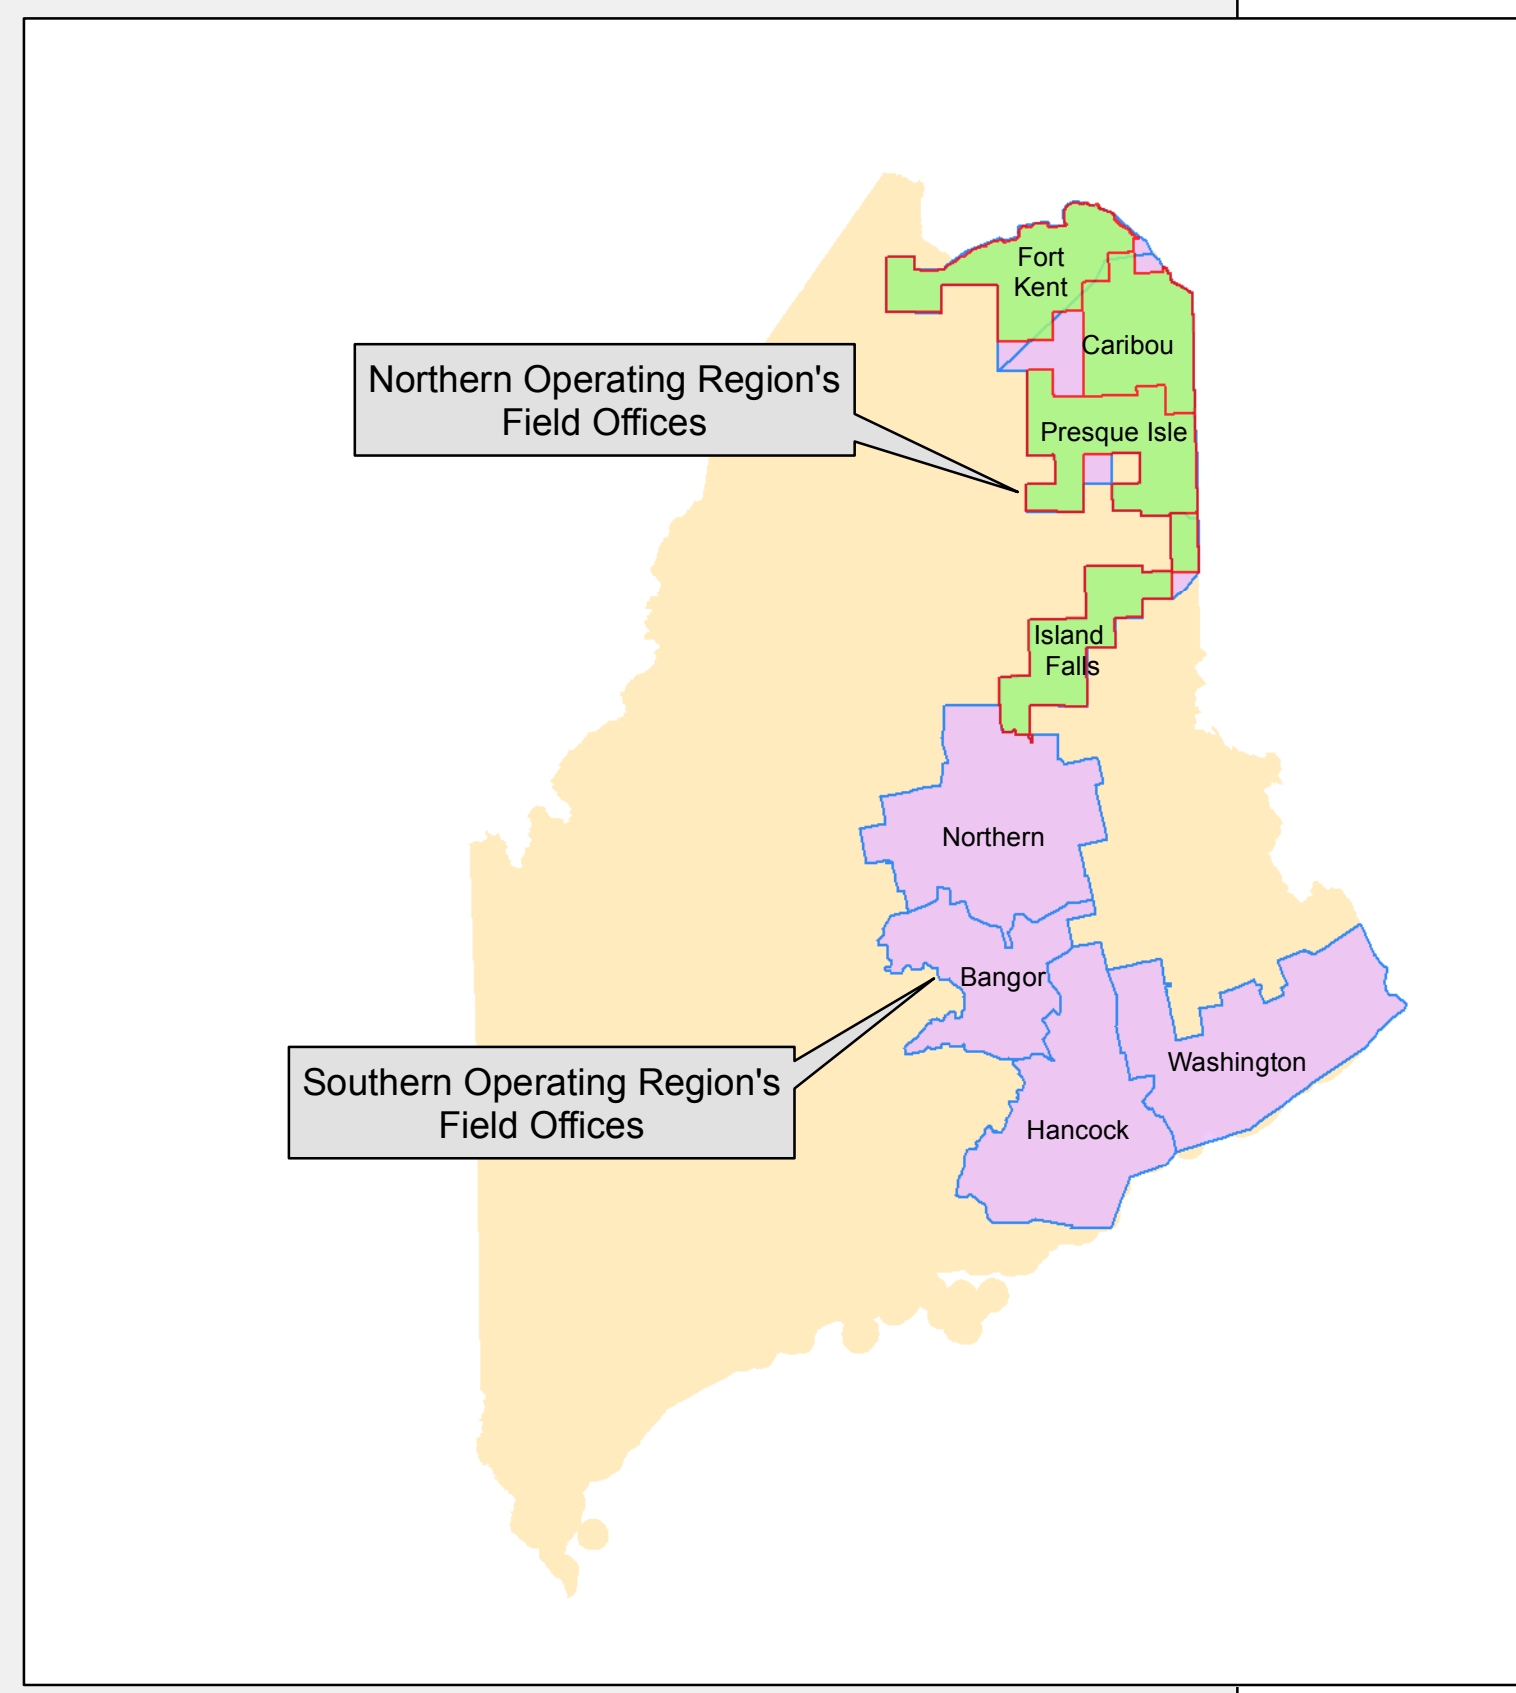 Fort
Kent
Caribou
Northern Operating Region's
Field Offices
Presque Isle
Island
Falls
Northern
Bangor
Washington
Southern Operating Region's
Field Offices
Hancock